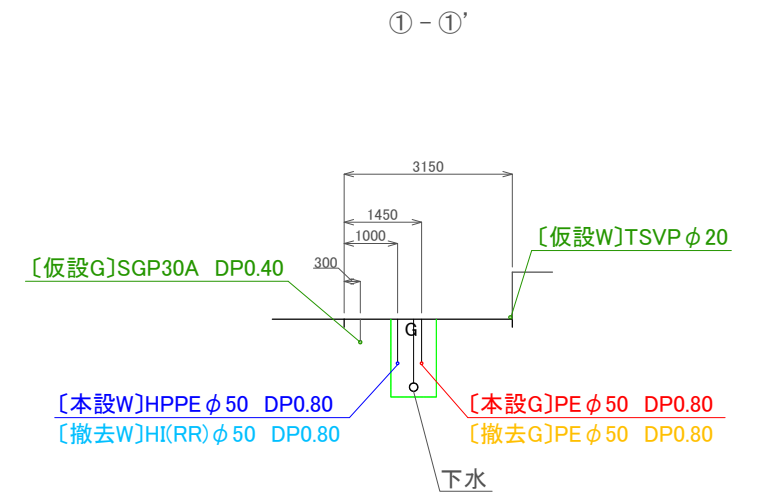 ① - ①’
3150
1450
1000
300
〔仮設W〕TSVPφ20
〔仮設G〕SGP30A DP0.40
G
〔本設W〕HPPEφ50 DP0.80
〔本設G〕PEφ50 DP0.80
〔撤去W〕HI(RR)φ50 DP0.80
〔撤去G〕PEφ50 DP0.80
下水